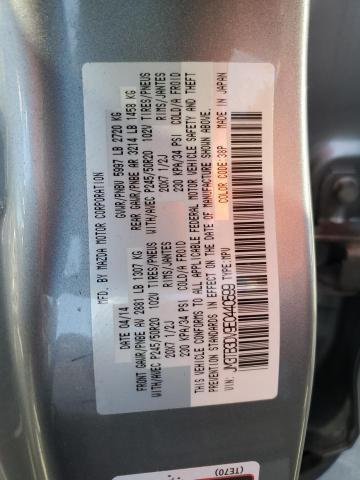 MFD. BY MAZDA MOTOR CORPORATION
DATE 04/14 GVWR/PNBV 5997 LB 2720 KG
FRONT GAWR/PNBE AV 2881 LB 1307 KG REAR GAWR/PNBE AR 3214 LB 1458 KG
WITH/AVEC P245/50R20 102V TIRES/PNEUS WITH/AVEC P245/50R20 102V TIRES/PNEUS
20X7 1/2J RIMS/JANTES 20X7 1/2J RIMS/JANTES
230 KPA/34 PSI COLD/A FROID 230 KPA/34 PSI COLD/A FROID
THIS VEHICLE CONFORMS TO ALL APPLICABLE FEDERAL MOTOR VEHICLE SAFETY AND THEFT
PREVENTION STANDARDS IN EFFECT ON THE DATE OF MANUFACTURE SHOWN ABOVE.
TYPE:MPV COLOR CODE:38P MADE IN JAPAN
(TE70)